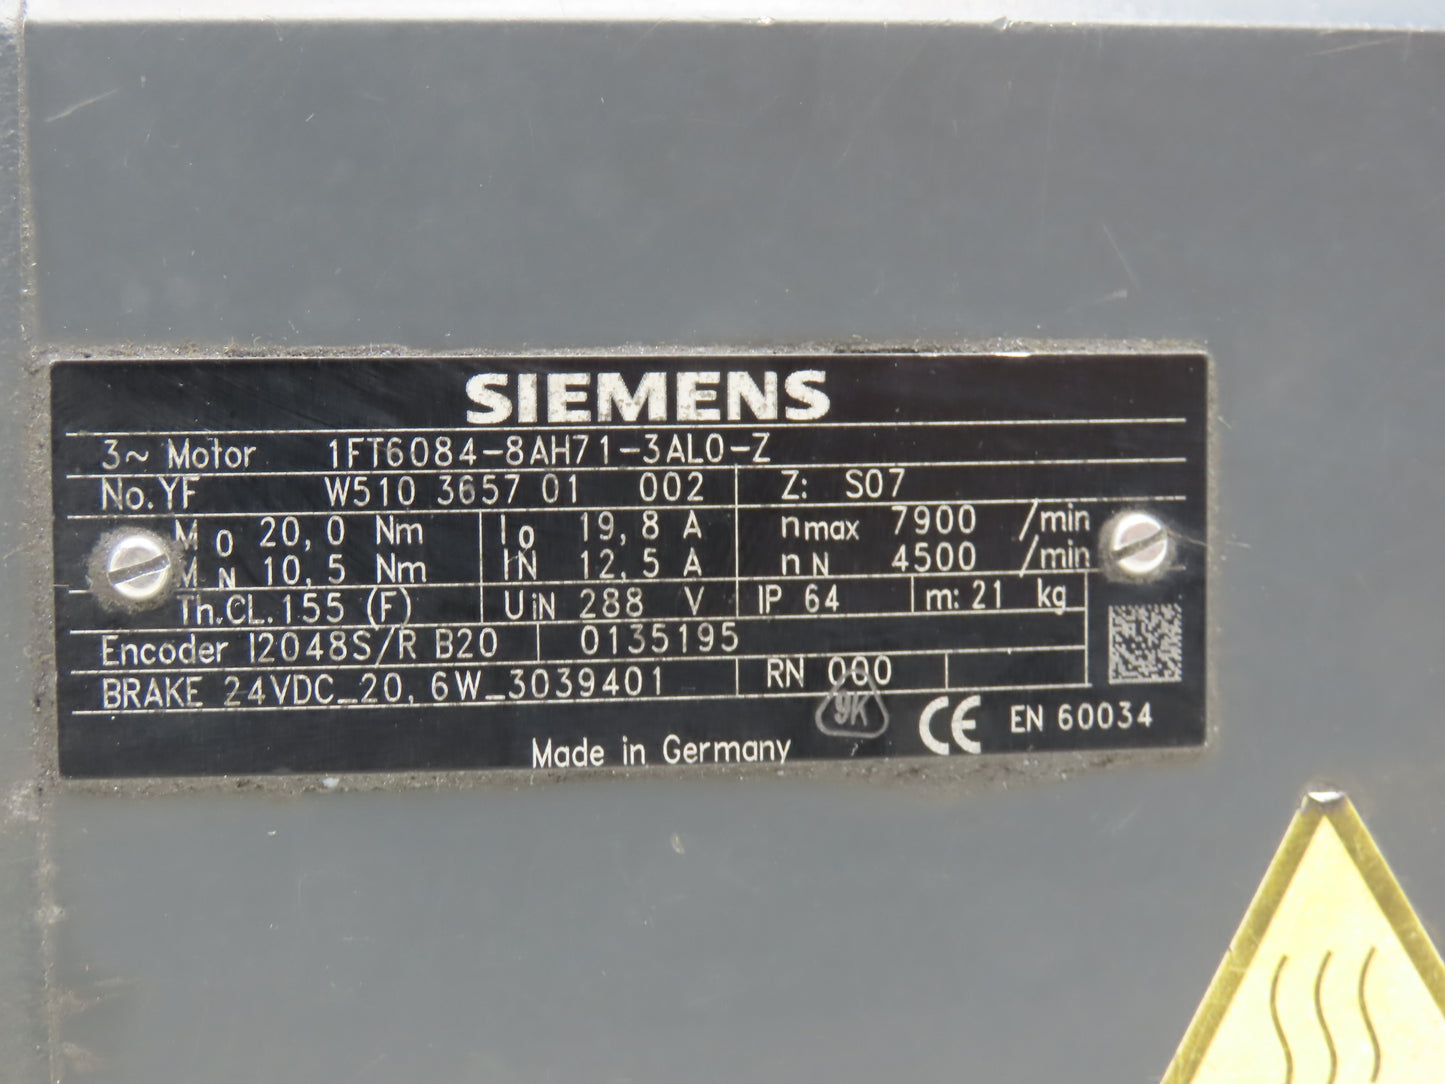 SIEMENS
3~ Motor 1FT6084-8AH71-3AL0-Z
No.YF W510 3657 01 002 Z: S07
M0 20,0 Nm I0 19,8 A nmax 7900 /min
MN 10,5 Nm IN 12,5 A nN 4500 /min
Th.CL.155 (F) UiN 288 V IP 64 m: 21 kg
Encoder I2048S/R B20 0135195
BRAKE 24VDC_20,6W_3039401 RN 000
yK CE EN 60034
Made in Germany